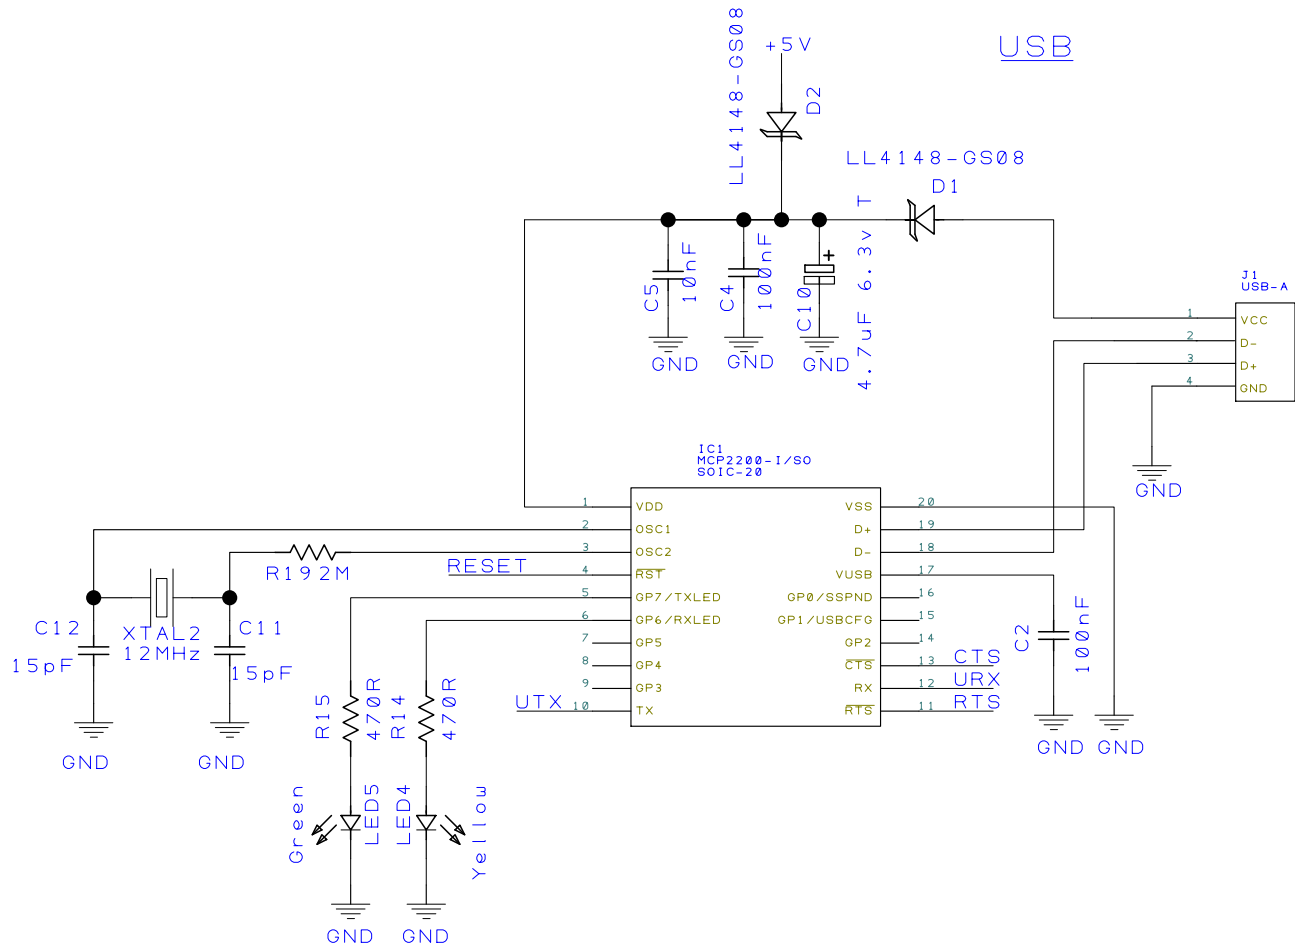 USB
+5V
LL4148-GS08
D2
LL4148-GS08
D1
C5
10nF
GND
C4
100nF
GND
C10
+
4.7uF 6.3v T
GND
J1
USB-A
1 VCC
2 D-
3 D+
4 GND
GND
IC1
MCP2200-I/SO
SOIC-20
1 VDD
2 OSC1
3 OSC2
4 RST
5 GP7/TXLED
6 GP6/RXLED
7 GP5
8 GP4
9 GP3
10 TX
VSS 20
D+ 19
D- 18
VUSB 17
GP0/SSPND 16
GP1/USBCFG 15
GP2 14
CTS 13
RX 12
RTS 11
RESET
UTX
CTS
URX
RTS
R19 2M
C12
15pF
XTAL2
12MHz
C11
15pF
GND
GND
R15
470R
R14
470R
Green
LED5
LED4
Yellow
GND
GND
C2
100nF
GND
GND